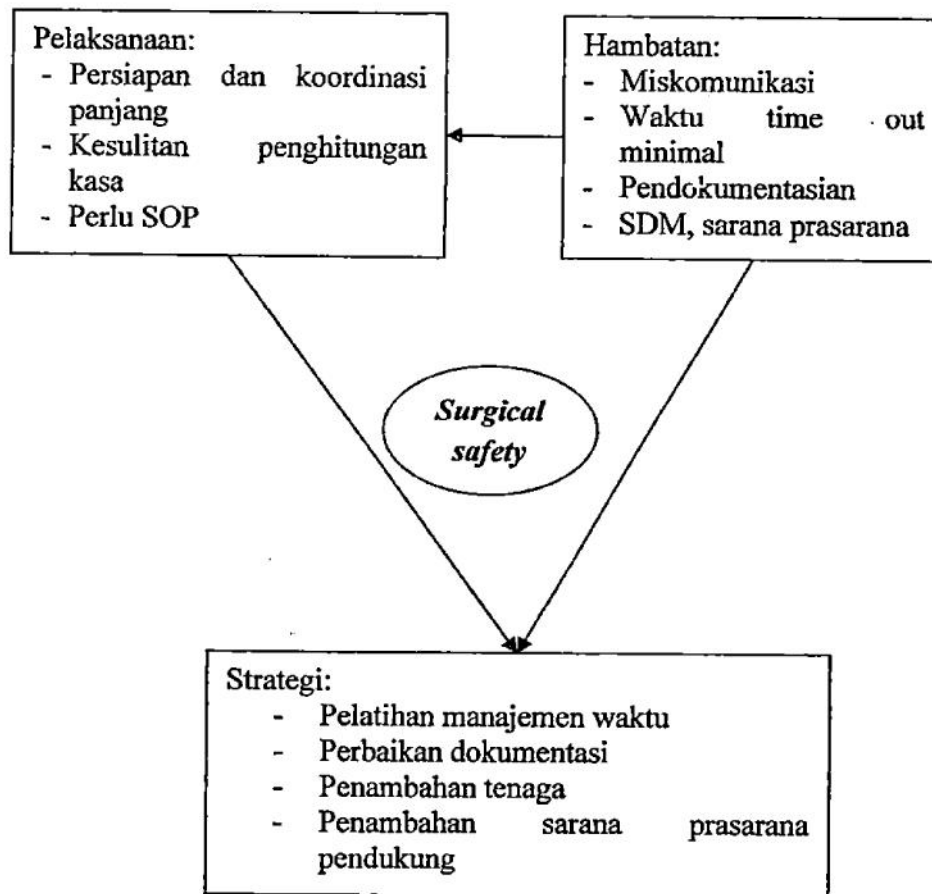 Pelaksanaan:
- Persiapan dan koordinasi
panjang
- Kesulitan penghitungan
kasa
- Perlu SOP
Hambatan:
- Miskomunikasi
- Waktu time out
minimal
- Pendokumentasian
- SDM, sarana prasarana
Surgical
safety
Strategi:
- Pelatihan manajemen waktu
- Perbaikan dokumentasi
- Penambahan tenaga
- Penambahan sarana prasarana
pendukung